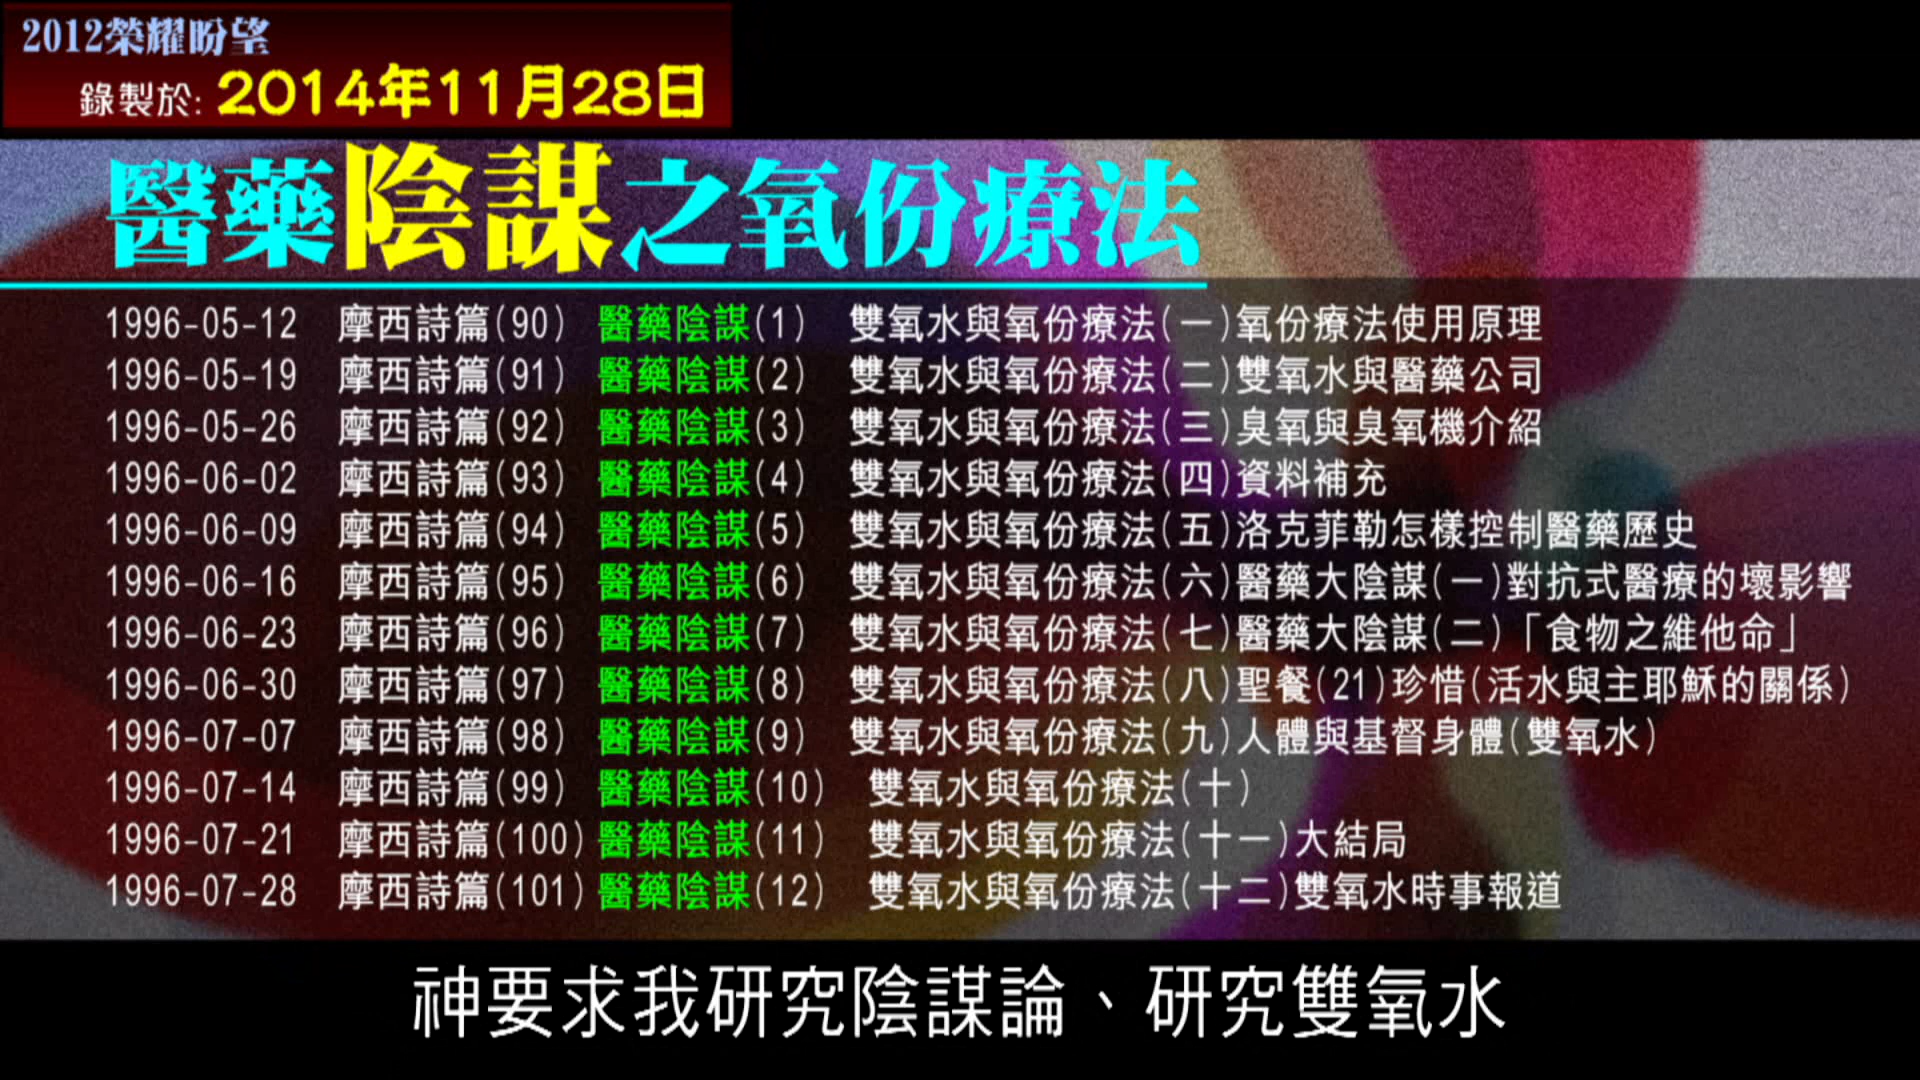 2012榮耀盼望
錄製於: 2014年11月28日
醫藥陰謀之氧份療法
1996-05-12 摩西詩篇(90) 醫藥陰謀(1) 雙氧水與氧份療法(一)氧份療法使用原理
1996-05-19 摩西詩篇(91) 醫藥陰謀(2) 雙氧水與氧份療法(二)雙氧水與醫藥公司
1996-05-26 摩西詩篇(92) 醫藥陰謀(3) 雙氧水與氧份療法(三)臭氧與臭氧機介紹
1996-06-02 摩西詩篇(93) 醫藥陰謀(4) 雙氧水與氧份療法(四)資料補充
1996-06-09 摩西詩篇(94) 醫藥陰謀(5) 雙氧水與氧份療法(五)洛克菲勒怎樣控制醫藥歷史
1996-06-16 摩西詩篇(95) 醫藥陰謀(6) 雙氧水與氧份療法(六)醫藥大陰謀(一)對抗式醫療的壞影響
1996-06-23 摩西詩篇(96) 醫藥陰謀(7) 雙氧水與氧份療法(七)醫藥大陰謀(二)「食物之維他命」
1996-06-30 摩西詩篇(97) 醫藥陰謀(8) 雙氧水與氧份療法(八)聖餐(21)珍惜(活水與主耶穌的關係)
1996-07-07 摩西詩篇(98) 醫藥陰謀(9) 雙氧水與氧份療法(九)人體與基督身體(雙氧水)
1996-07-14 摩西詩篇(99) 醫藥陰謀(10) 雙氧水與氧份療法(十)
1996-07-21 摩西詩篇(100) 醫藥陰謀(11) 雙氧水與氧份療法(十一)大結局
1996-07-28 摩西詩篇(101) 醫藥陰謀(12) 雙氧水與氧份療法(十二)雙氧水時事報道
神要求我研究陰謀論、研究雙氧水